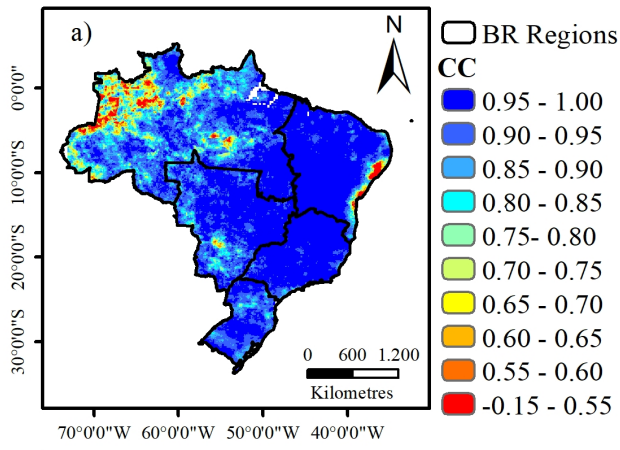 a)
N
BR Regions
CC
0.95 - 1.00
0.90 - 0.95
0.85 - 0.90
0.80 - 0.85
0.75- 0.80
0.70 - 0.75
0.65 - 0.70
0.60 - 0.65
0.55 - 0.60
-0.15 - 0.55
0°0'0"
10°0'0"S
20°0'0"S
30°0'0"S
0 600 1.200
Kilometres
70°0'0"W 60°0'0"W 50°0'0"W 40°0'0"W